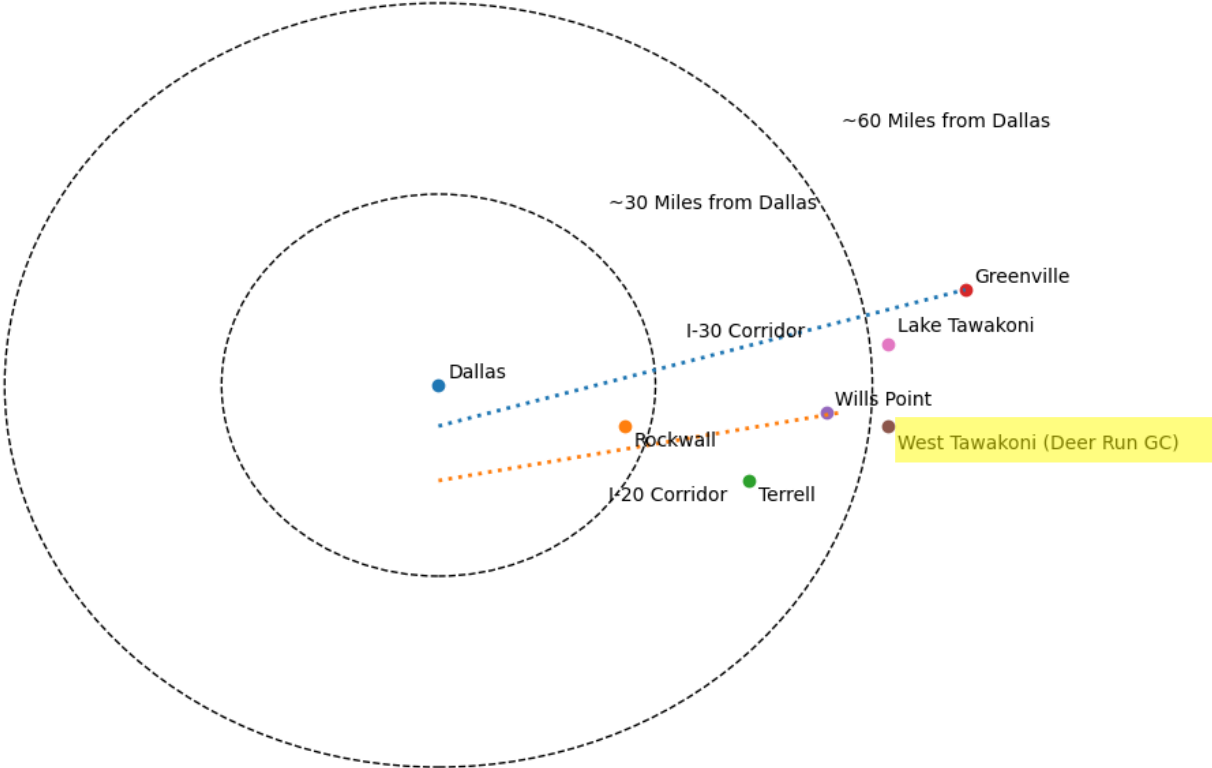 ~60 Miles from Dallas
~30 Miles from Dallas
Greenville
Lake Tawakoni
I-30 Corridor
Dallas
Wills Point
Rockwall
West Tawakoni (Deer Run GC)
I-20 Corridor
Terrell